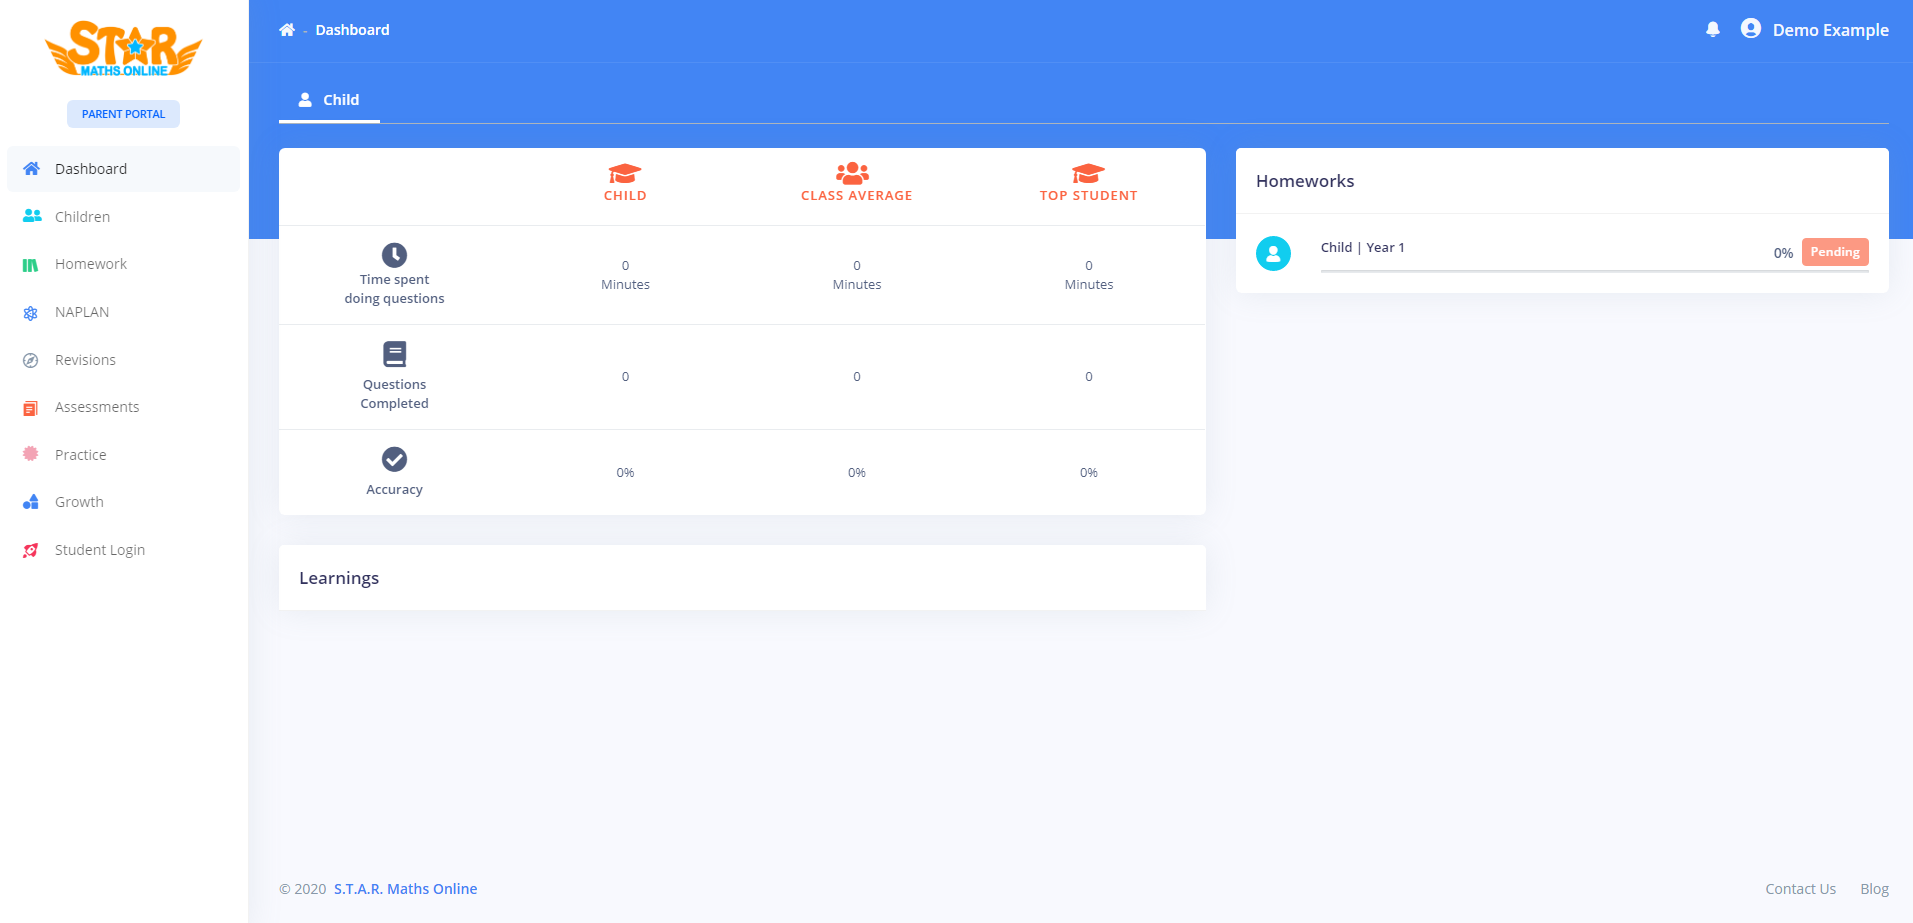 STAR
MATHS.ONLINE
PARENT PORTAL
Dashboard
Children
Homework
NAPLAN
Revisions
Assessments
Practice
Growth
Student Login
- Dashboard
Demo Example
Child
CHILD
CLASS AVERAGE
TOP STUDENT
Time spent
doing questions
0
Minutes
0
Minutes
0
Minutes
Questions
Completed
0
0
0
Accuracy
0%
0%
0%
Learnings
Homeworks
Child | Year 1
0%
Pending
© 2020 S.T.A.R. Maths Online
Contact Us
Blog